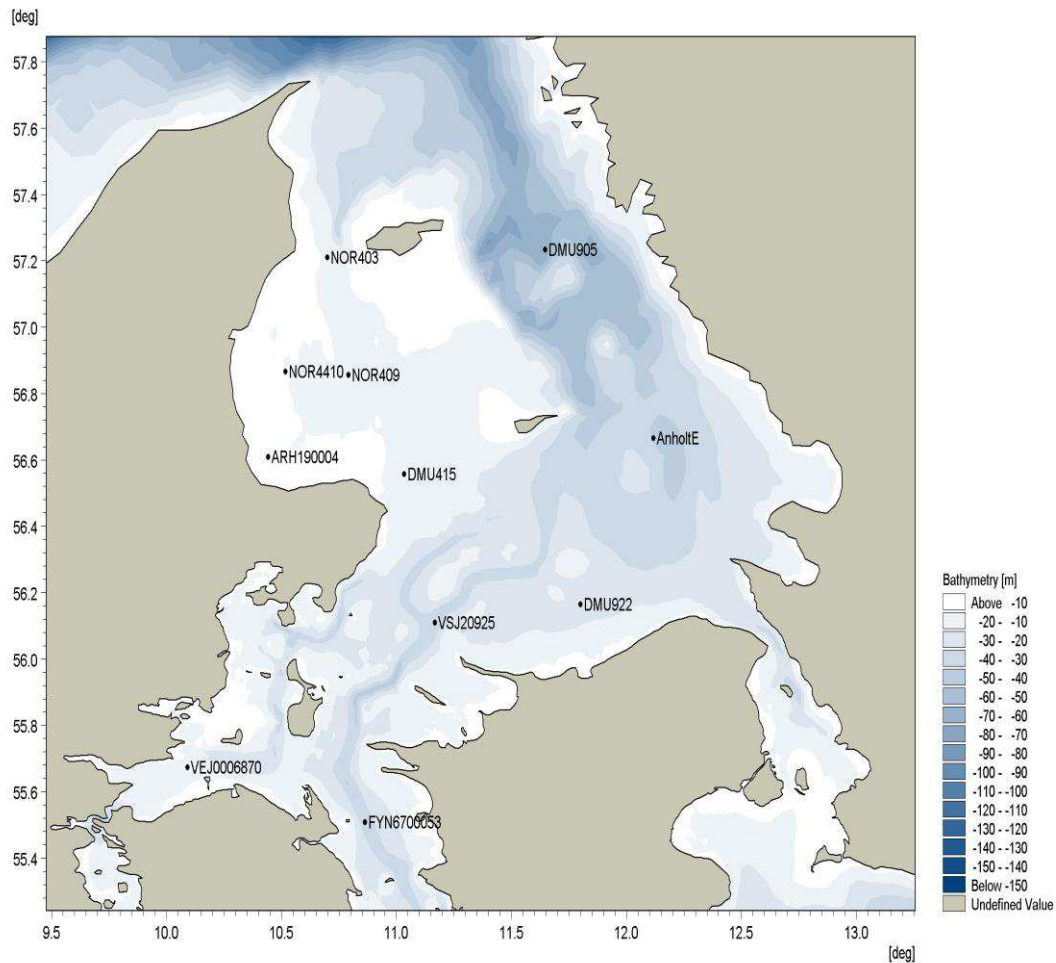 [deg]
57.8
57.6
57.4
57.2
57.0
56.8
56.6
56.4
56.2
56.0
55.8
55.6
55.4
DMU905
NOR403
NOR4410
NOR409
AnholtE
ARH190004
DMU415
DMU922
VSJ20925
VEJ0006870
FYN6700053
9.5
10.0
10.5
11.0
11.5
12.0
12.5
13.0
[deg]
Bathymetry [m]
Above -10
-20 - -10
-30 - -20
-40 - -30
-50 - -40
-60 - -50
-70 - -60
-80 - -70
-90 - -80
-100 - -90
-110 - -100
-120 - -110
-130 - -120
-140 - -130
-150 - -140
Below -150
Undefined Value